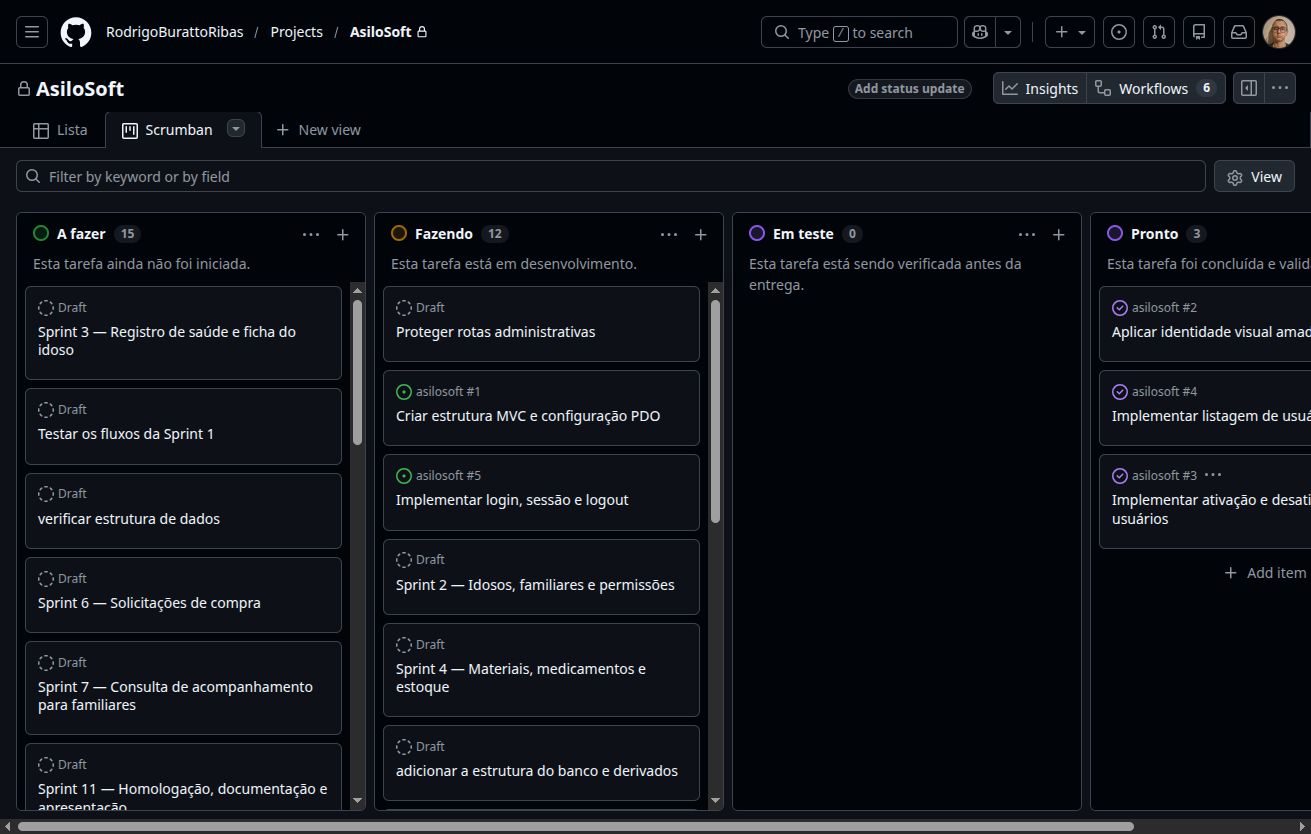 RodrigoBurattoRibas / Projects / AsiloSoft
Type / to search
AsiloSoft
Add status update
Insights
Workflows 6
Lista
Scrumban
New view
Filter by keyword or by field
View
A fazer 15
Esta tarefa ainda não foi iniciada.
Draft
Sprint 3 — Registro de saúde e ficha do
idoso
Draft
Testar os fluxos da Sprint 1
Draft
verificar estrutura de dados
Draft
Sprint 6 — Solicitações de compra
Draft
Sprint 7 — Consulta de acompanhamento
para familiares
Draft
Sprint 11 — Homologação, documentação e
apresentação
Fazendo 12
Esta tarefa está em desenvolvimento.
Draft
Proteger rotas administrativas
asilosoft #1
Criar estrutura MVC e configuração PDO
asilosoft #5
Implementar login, sessão e logout
Draft
Sprint 2 — Idosos, familiares e permissões
Draft
Sprint 4 — Materiais, medicamentos e
estoque
Draft
adicionar a estrutura do banco e derivados
Em teste 0
Esta tarefa está sendo verificada antes da
entrega.
Pronto 3
Esta tarefa foi concluída e valid
asilosoft #2
Aplicar identidade visual amad
asilosoft #4
Implementar listagem de usuá
asilosoft #3
Implementar ativação e desati
usuários
Add item